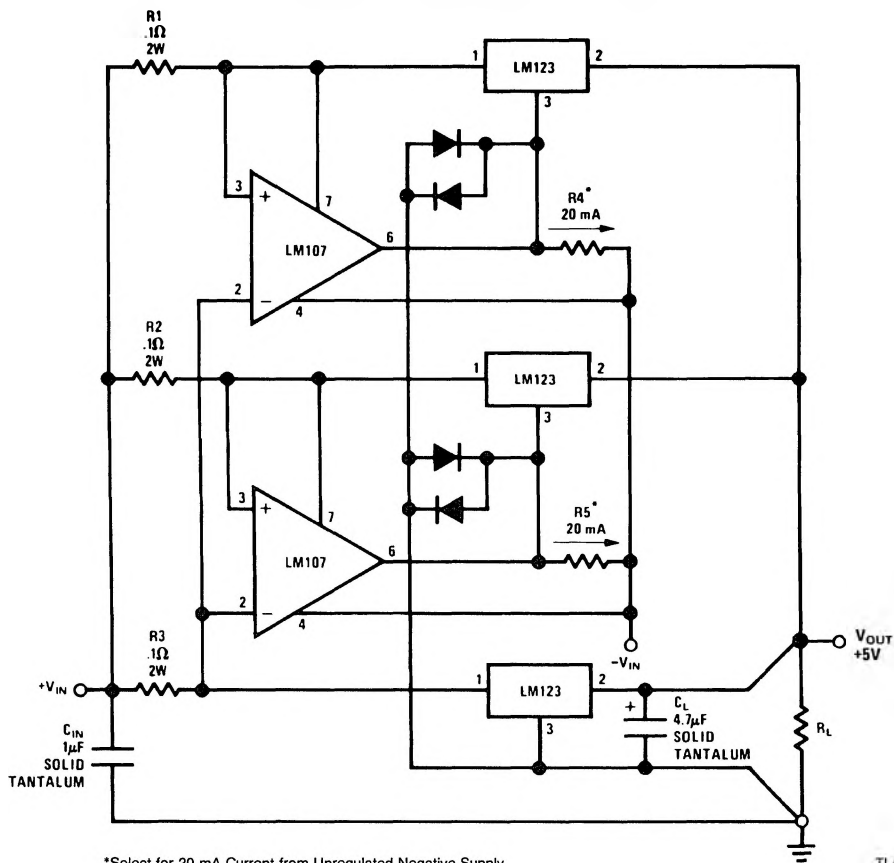 R1
.1Ω
2W
1
LM123
2
3
3
+
7
LM107
6
R4*
20 mA
2
−
4
R2
.1Ω
2W
1
LM123
2
3
3
+
7
LM107
6
R5*
20 mA
2
−
4
R3
.1Ω
2W
−VIN
VOUT
+5V
+VIN
1
LM123
2
3
+
CL
4.7μF
SOLID
TANTALUM
RL
CIN
1μF
SOLID
TANTALUM
*Select for 20 mA Current from Unregulated Negative Supply